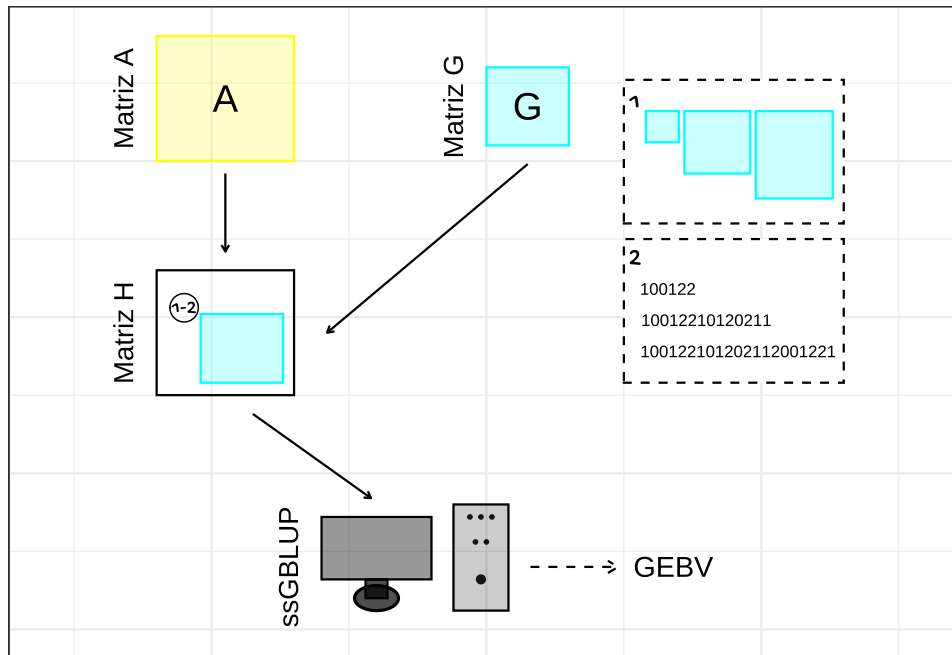 Matriz A
A
Matriz G
G
1
2
100122
10012210120211
100122101202112001221
Matriz H
1-2
ssGBLUP
GEBV